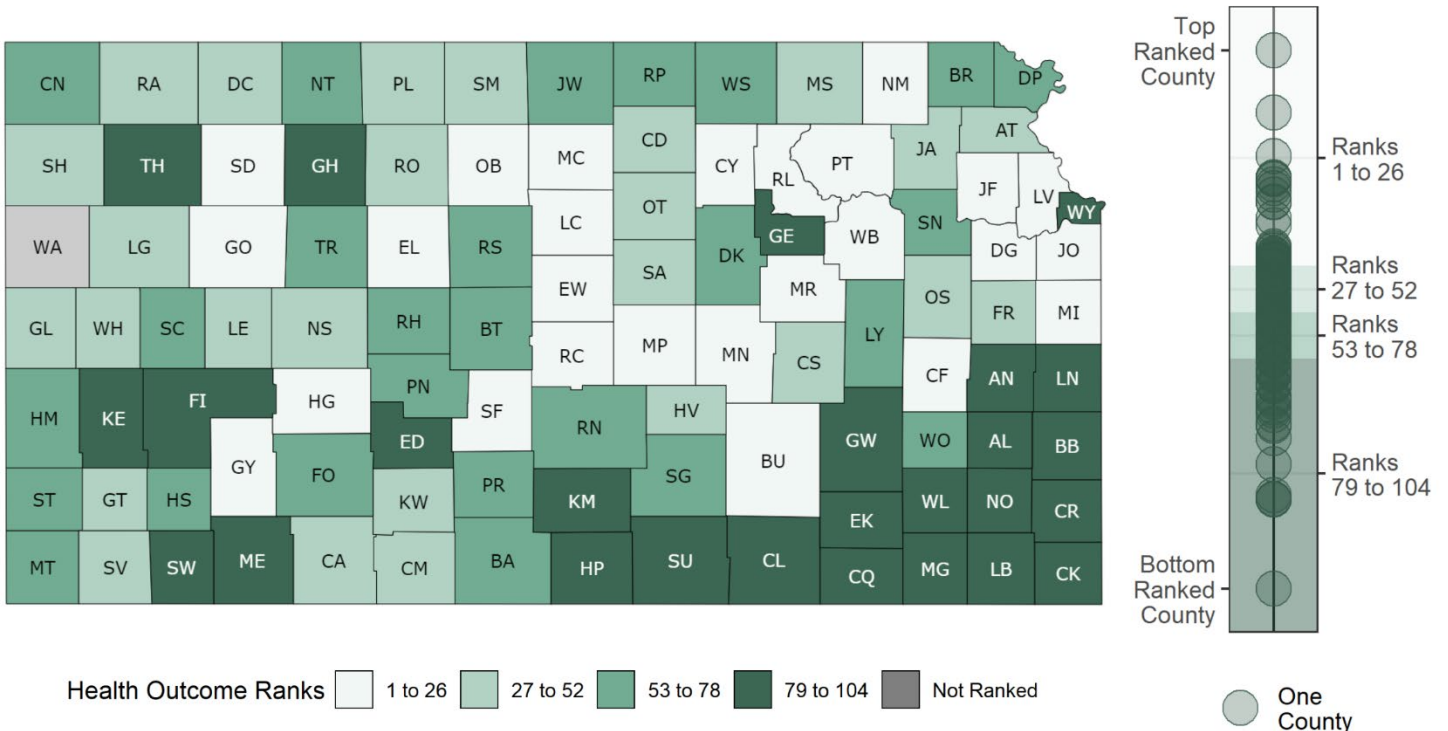 CN RA DC NT PL SM JW RP WS MS NM BR DP
SH TH SD GH RO OB MC CD CY RL PT JA AT JF LV WY
WA LG GO TR EL RS LC OT DK GE WB SN DG JO
GL WH SC LE NS RH BT EW SA MR LY OS FR MI
HM KE FI HG PN SF RC MP MN CS CF AN LN
GY ED RN HV BU GW WO AL BB
ST GT HS FO KW PR KM SG EK WL NO CR
MT SV SW ME CA CM BA HP SU CL CQ MG LB CK
Top
Ranked
County
Ranks
1 to 26
Ranks
27 to 52
Ranks
53 to 78
Ranks
79 to 104
Bottom
Ranked
County
Health Outcome Ranks 1 to 26 27 to 52 53 to 78 79 to 104 Not Ranked
One
County